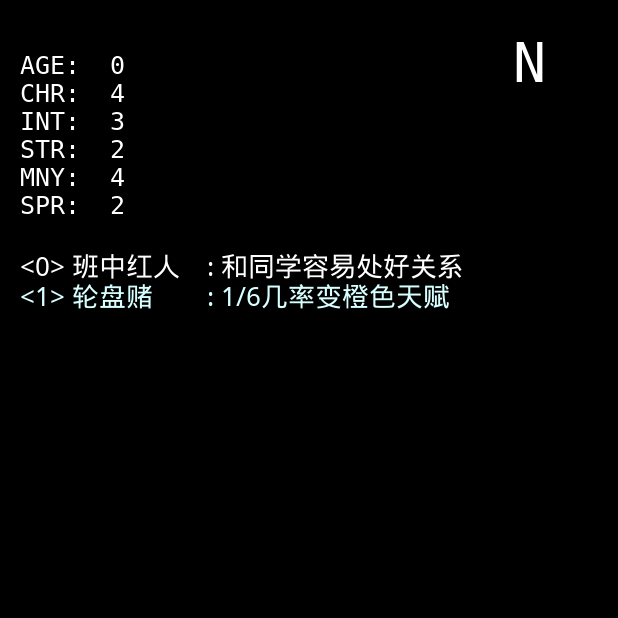 N
AGE: 0
CHR: 4
INT: 3
STR: 2
MNY: 4
SPR: 2
<0> 班中红人 : 和同学容易处好关系
<1> 轮盘赌 : 1/6几率变橙色天赋